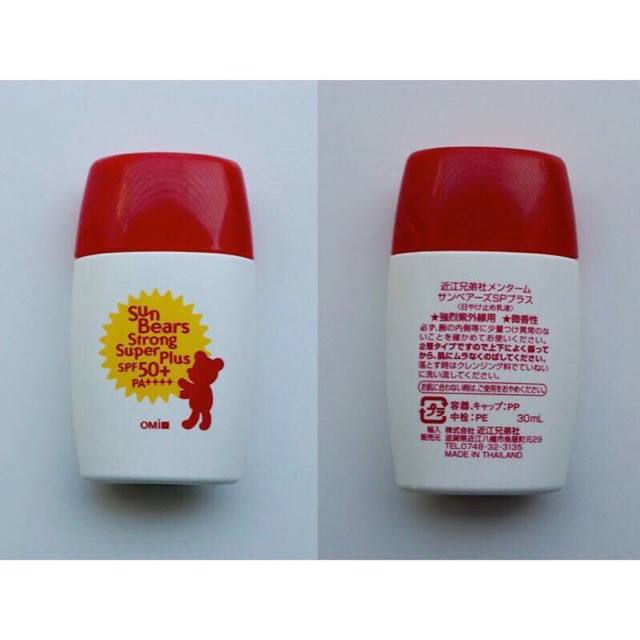 Sun
Bears
Strong
Super Plus
SPF50+
PA++++
OMI
近江兄弟社メンターム
サンベアーズSPプラス
〈日やけ止め乳液〉
★強烈紫外線用 ★微香性
必ず、腕の内側等に少量つけ異常のな
いことを確かめてお使いください。
2層タイプですので上下によく振ってか
ら、肌にムラなくのばしてください。
落とす時はクレンジング料でていねい
に洗い流してください。
お肌に合わない時は、ご使用をおやめください。
プラ
容器、キャップ:PP
中栓:PE 30mL
輸入 販売元 株式会社 近江兄弟社
滋賀県近江八幡市魚屋町元29
TEL.0748-32-3135
MADE IN THAILAND